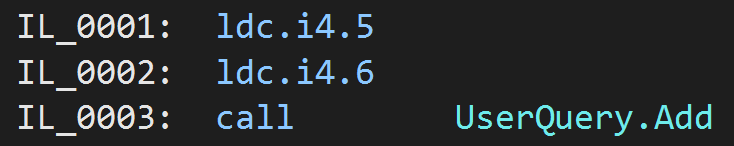 IL_0001: ldc.i4.5
IL_0002: ldc.i4.6
IL_0003: call UserQuery.Add